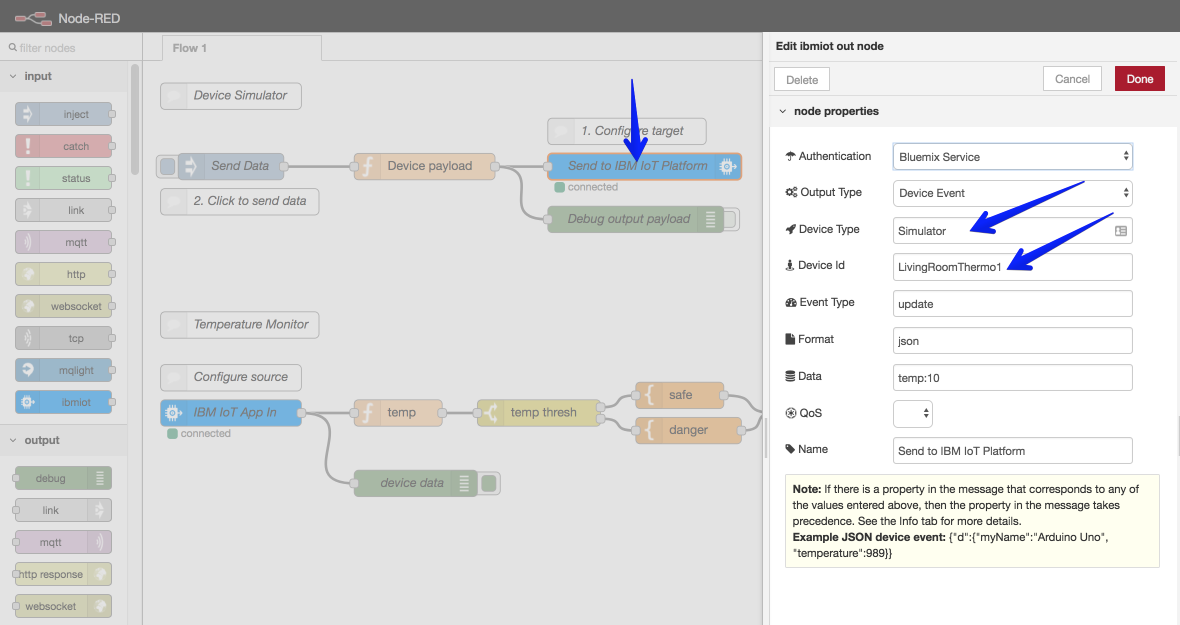 Node-RED
filter nodes
input
inject
catch
status
link
mqtt
http
websocket
tcp
mqlight
ibmiot
output
debug
link
mqtt
http response
websocket
Flow 1
Device Simulator
1. Configure target
Send Data
Device payload
Send to IBM IoT Platform
connected
2. Click to send data
Debug output payload
Temperature Monitor
Configure source
IBM IoT App In
connected
temp
temp thresh
safe
danger
device data
Edit ibmiot out node
Delete
Cancel
Done
node properties
Authentication
Bluemix Service
Output Type
Device Event
Device Type
Simulator
Device Id
LivingRoomThermo1
Event Type
update
Format
json
Data
temp:10
QoS
Name
Send to IBM IoT Platform
Note: If there is a property in the message that corresponds to any of
the values entered above, then the property in the message takes
precedence. See the Info tab for more details.
Example JSON device event: {"d":{"myName":"Arduino Uno",
"temperature":989}}